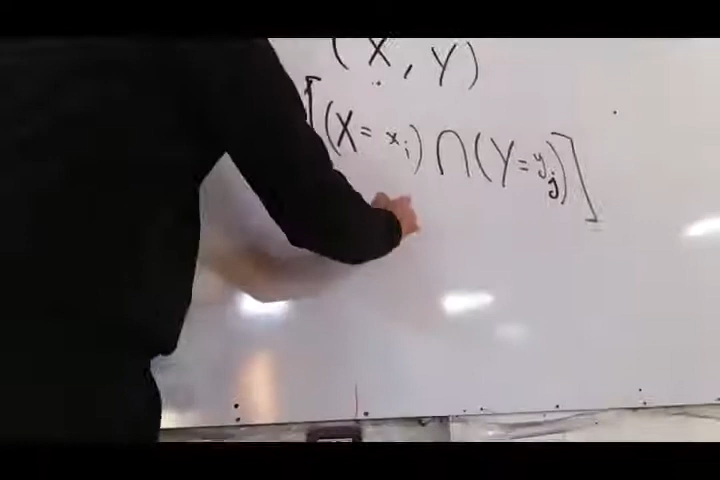 (X, Y)
[(X = xᵢ) ∩ (Y = yⱼ)]